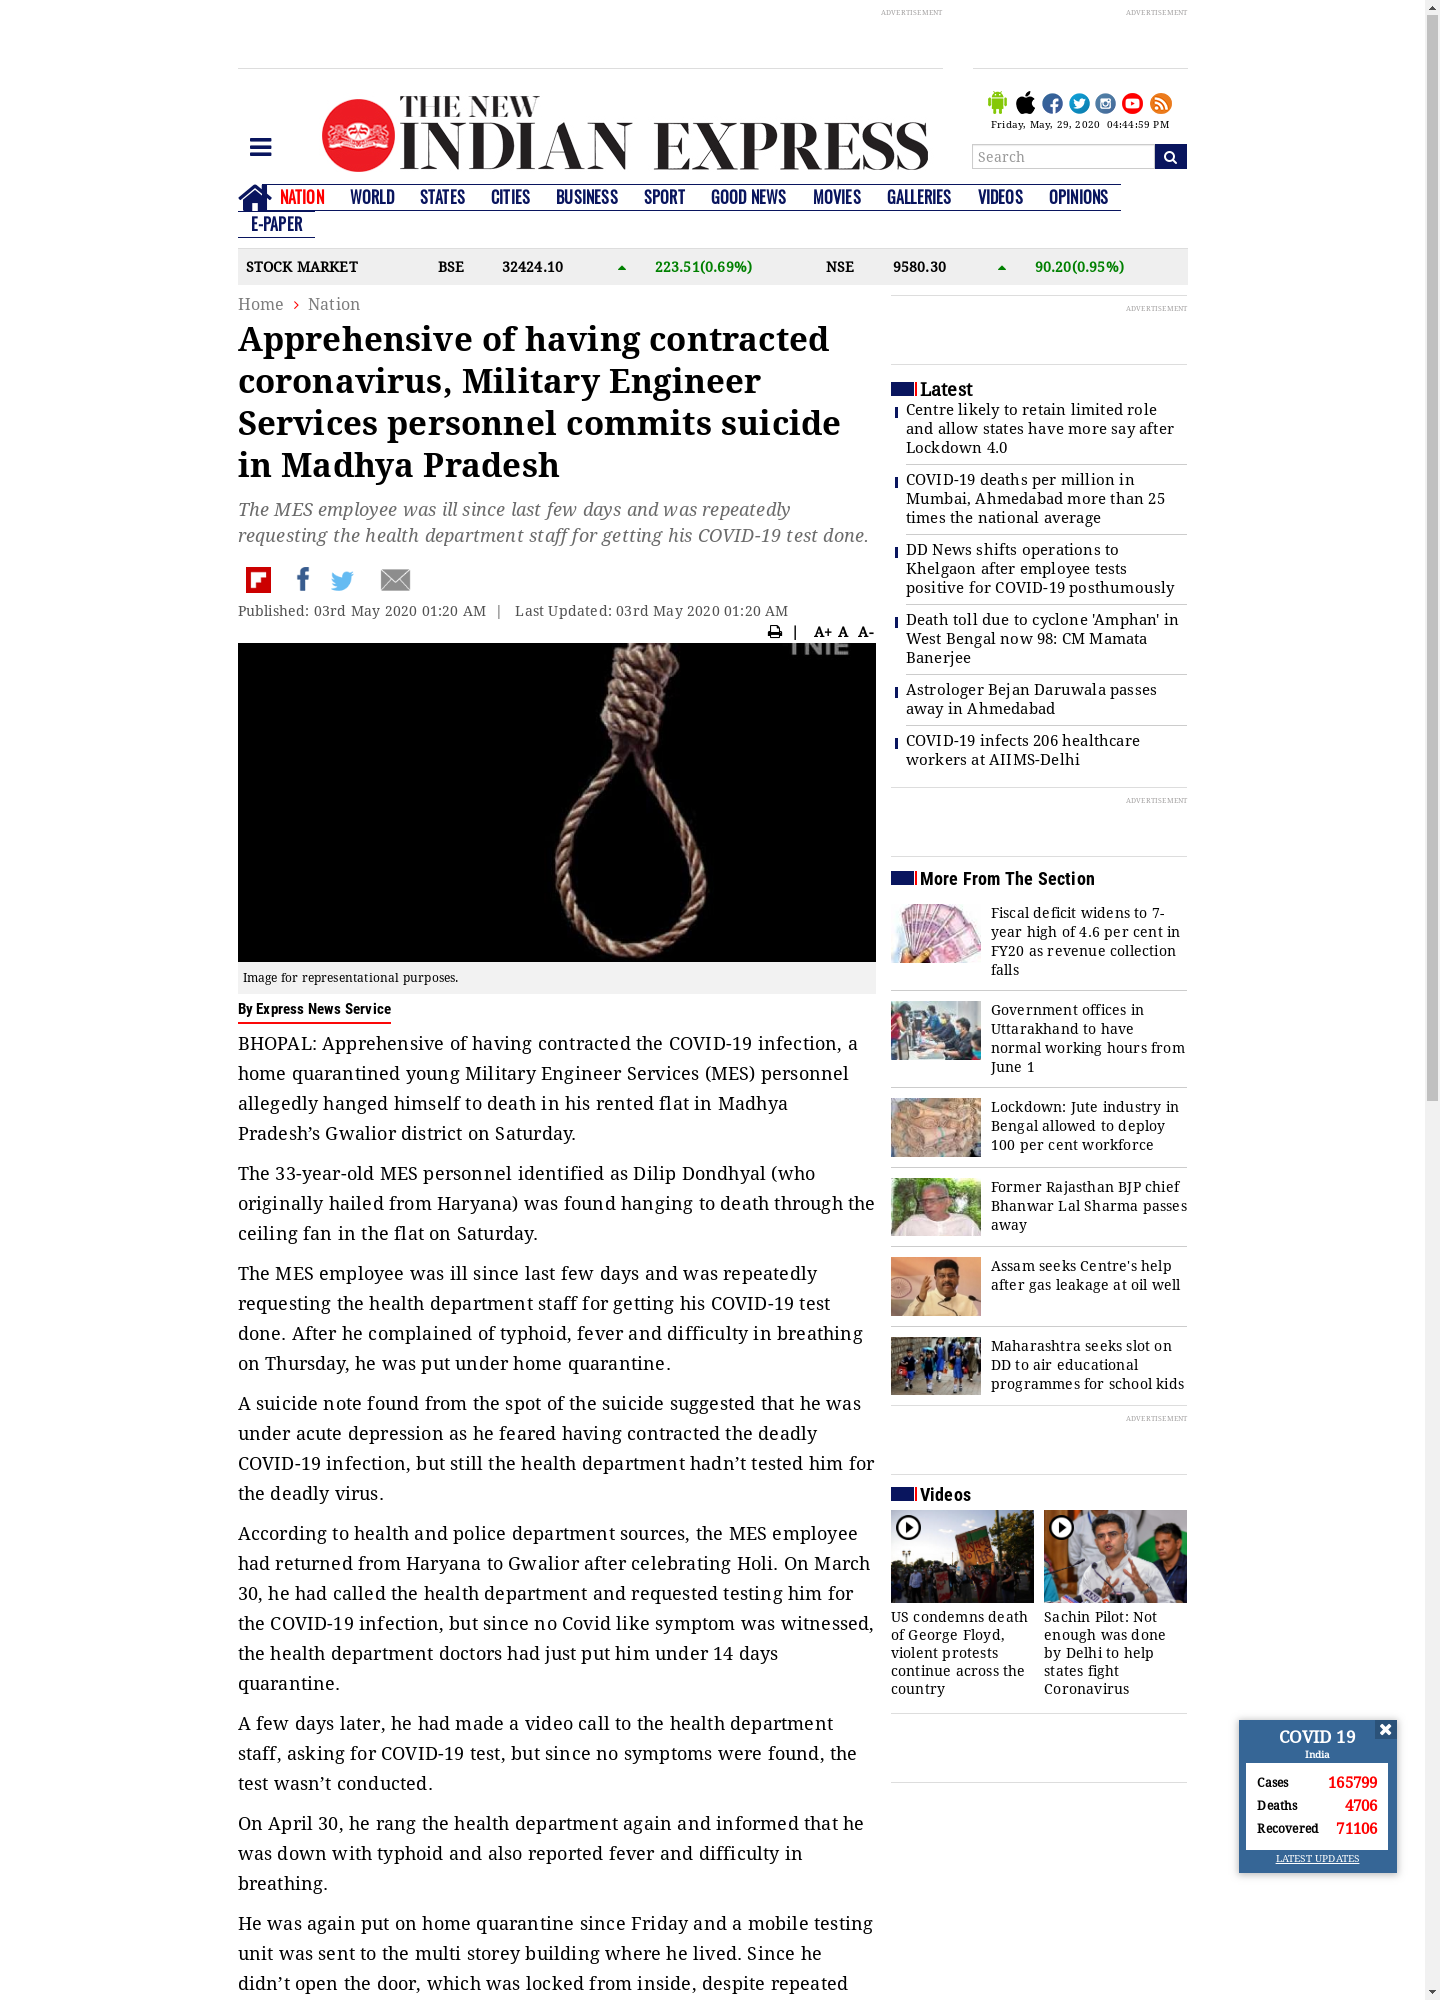 ADVERTISEMENT
ADVERTISEMENT
THE NEW
INDIAN EXPRESS
Friday, May, 29, 2020 04:44:59 PM
Search
NATION WORLD STATES CITIES BUSINESS SPORT GOOD NEWS MOVIES GALLERIES VIDEOS OPINIONS
E-PAPER
STOCK MARKET BSE 32424.10 223.51(0.69%) NSE 9580.30 90.20(0.95%)
Home > Nation
Apprehensive of having contracted
coronavirus, Military Engineer
Services personnel commits suicide
in Madhya Pradesh
The MES employee was ill since last few days and was repeatedly
requesting the health department staff for getting his COVID-19 test done.
Published: 03rd May 2020 01:20 AM | Last Updated: 03rd May 2020 01:20 AM
| A+ A A-
TNIE
Image for representational purposes.
By Express News Service
BHOPAL: Apprehensive of having contracted the COVID-19 infection, a
home quarantined young Military Engineer Services (MES) personnel
allegedly hanged himself to death in his rented flat in Madhya
Pradesh’s Gwalior district on Saturday.
The 33-year-old MES personnel identified as Dilip Dondhyal (who
originally hailed from Haryana) was found hanging to death through the
ceiling fan in the flat on Saturday.
The MES employee was ill since last few days and was repeatedly
requesting the health department staff for getting his COVID-19 test
done. After he complained of typhoid, fever and difficulty in breathing
on Thursday, he was put under home quarantine.
A suicide note found from the spot of the suicide suggested that he was
under acute depression as he feared having contracted the deadly
COVID-19 infection, but still the health department hadn’t tested him for
the deadly virus.
According to health and police department sources, the MES employee
had returned from Haryana to Gwalior after celebrating Holi. On March
30, he had called the health department and requested testing him for
the COVID-19 infection, but since no Covid like symptom was witnessed,
the health department doctors had just put him under 14 days
quarantine.
A few days later, he had made a video call to the health department
staff, asking for COVID-19 test, but since no symptoms were found, the
test wasn’t conducted.
On April 30, he rang the health department again and informed that he
was down with typhoid and also reported fever and difficulty in
breathing.
He was again put on home quarantine since Friday and a mobile testing
unit was sent to the multi storey building where he lived. Since he
didn’t open the door, which was locked from inside, despite repeated
ADVERTISEMENT
Latest
Centre likely to retain limited role
and allow states have more say after
Lockdown 4.0
COVID-19 deaths per million in
Mumbai, Ahmedabad more than 25
times the national average
DD News shifts operations to
Khelgaon after employee tests
positive for COVID-19 posthumously
Death toll due to cyclone 'Amphan' in
West Bengal now 98: CM Mamata
Banerjee
Astrologer Bejan Daruwala passes
away in Ahmedabad
COVID-19 infects 206 healthcare
workers at AIIMS-Delhi
ADVERTISEMENT
More From The Section
Fiscal deficit widens to 7-
year high of 4.6 per cent in
FY20 as revenue collection
falls
Government offices in
Uttarakhand to have
normal working hours from
June 1
Lockdown: Jute industry in
Bengal allowed to deploy
100 per cent workforce
Former Rajasthan BJP chief
Bhanwar Lal Sharma passes
away
Assam seeks Centre's help
after gas leakage at oil well
Maharashtra seeks slot on
DD to air educational
programmes for school kids
ADVERTISEMENT
Videos
US condemns death
of George Floyd,
violent protests
continue across the
country
Sachin Pilot: Not
enough was done
by Delhi to help
states fight
Coronavirus
COVID 19
India
Cases 165799
Deaths 4706
Recovered 71106
LATEST UPDATES